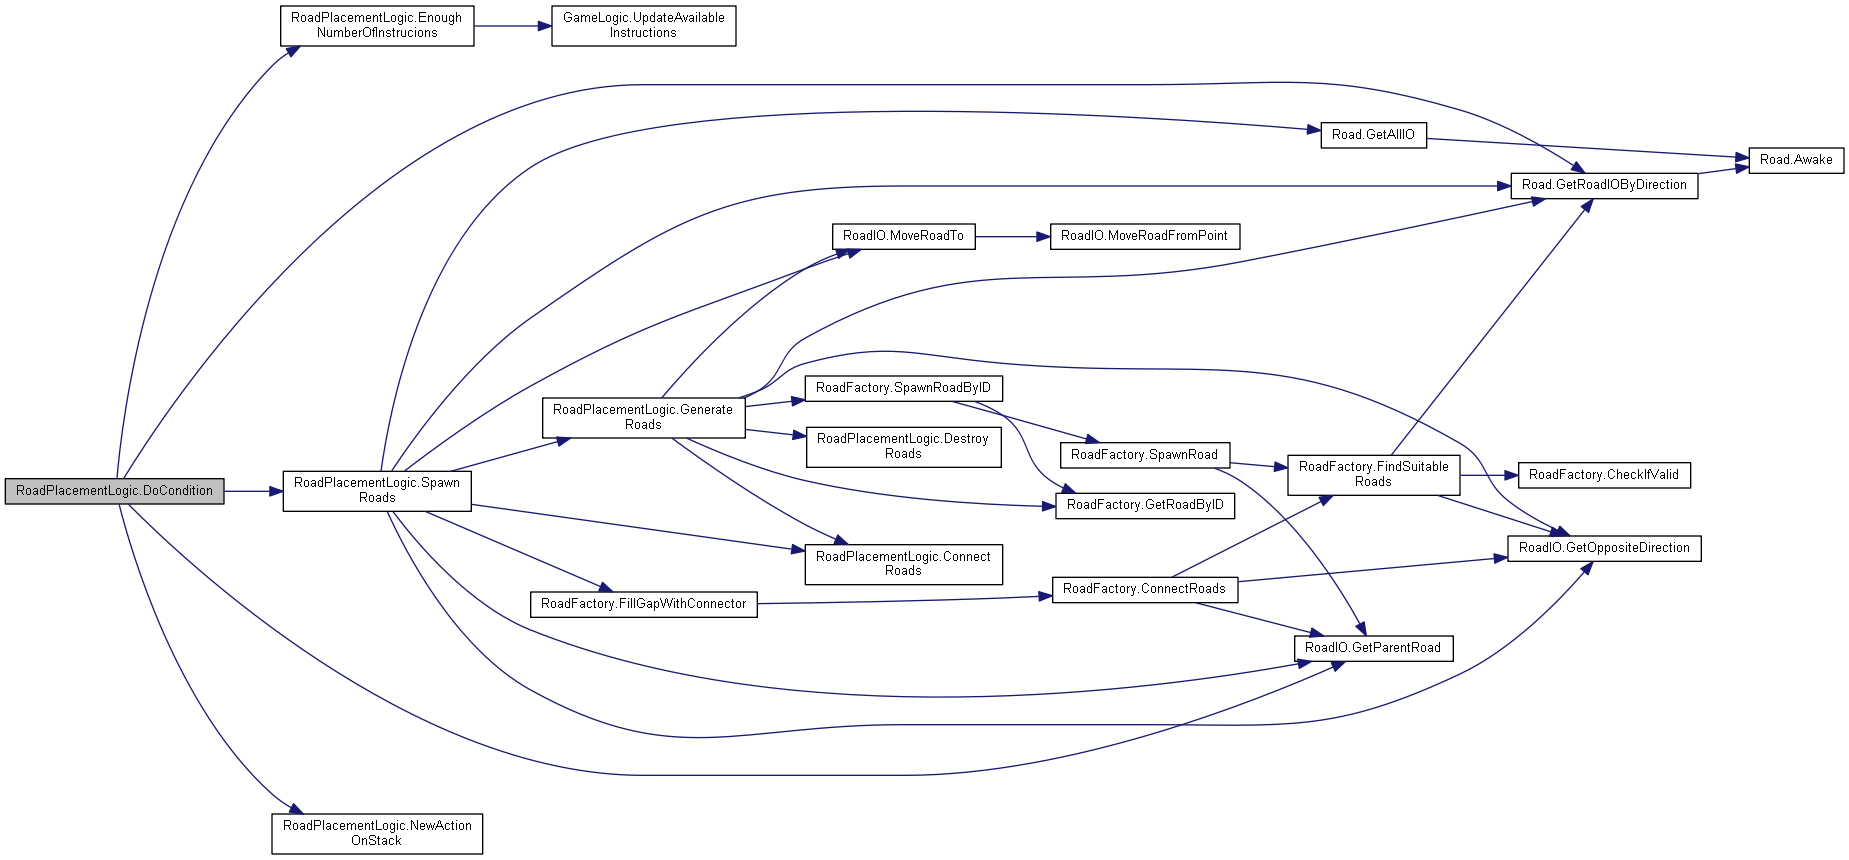 RoadPlacementLogic.Enough
NumberOfInstrucions
GameLogic.UpdateAvailable
Instructions
Road.GetAllIO
Road.Awake
Road.GetRoadIOByDirection
RoadIO.MoveRoadTo
RoadIO.MoveRoadFromPoint
RoadFactory.SpawnRoadByID
RoadPlacementLogic.Generate
Roads
RoadPlacementLogic.Destroy
Roads
RoadFactory.SpawnRoad
RoadFactory.FindSuitable
Roads
RoadFactory.CheckIfValid
RoadPlacementLogic.DoCondition
RoadPlacementLogic.Spawn
Roads
RoadFactory.GetRoadByID
RoadIO.GetOppositeDirection
RoadPlacementLogic.Connect
Roads
RoadFactory.FillGapWithConnector
RoadFactory.ConnectRoads
RoadIO.GetParentRoad
RoadPlacementLogic.NewAction
OnStack